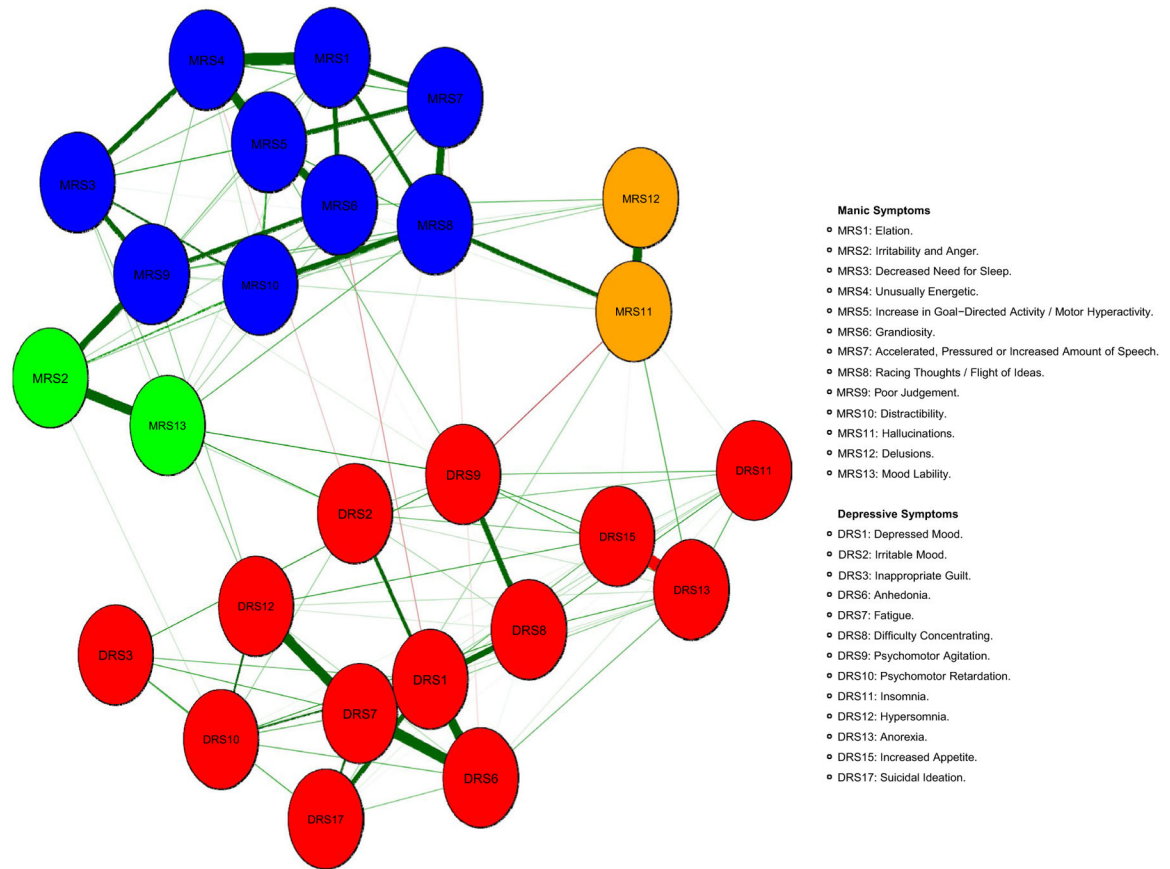 MRS4
MRS1
MRS7
MRS5
MRS3
MRS8
MRS8
MRS12
MRS9
MRS10
MRS11
MRS2
MRS13
DRS9
DRS11
DRS2
DRS15
DRS13
DRS12
DRS8
DRS3
DRS1
DRS7
DRS10
DRS6
DRS17
Manic Symptoms
MRS1: Elation.
MRS2: Irritability and Anger.
MRS3: Decreased Need for Sleep.
MRS4: Unusually Energetic.
MRS5: Increase in Goal−Directed Activity / Motor Hyperactivity.
MRS6: Grandiosity.
MRS7: Accelerated, Pressured or Increased Amount of Speech.
MRS8: Racing Thoughts / Flight of Ideas.
MRS9: Poor Judgement.
MRS10: Distractibility.
MRS11: Hallucinations.
MRS12: Delusions.
MRS13: Mood Lability.
Depressive Symptoms
DRS1: Depressed Mood.
DRS2: Irritable Mood.
DRS3: Inappropriate Guilt.
DRS6: Anhedonia.
DRS7: Fatigue.
DRS8: Difficulty Concentrating.
DRS9: Psychomotor Agitation.
DRS10: Psychomotor Retardation.
DRS11: Insomnia.
DRS12: Hypersomnia.
DRS13: Anorexia.
DRS15: Increased Appetite.
DRS17: Suicidal Ideation.